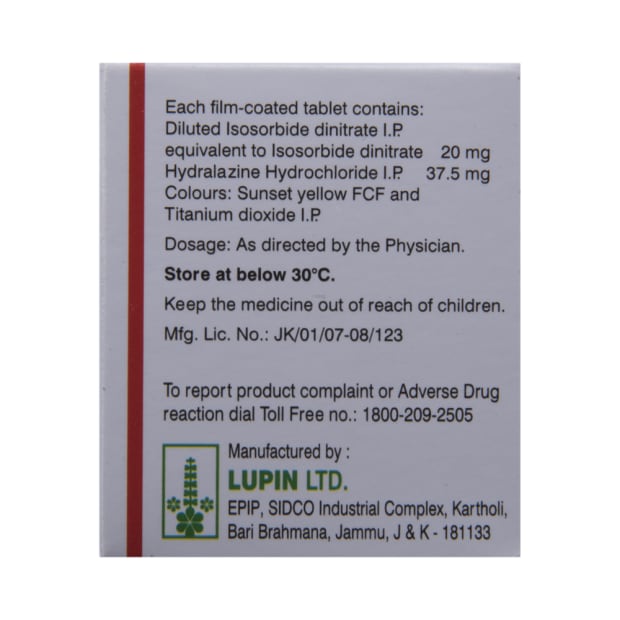 Each film-coated tablet contains:
Diluted Isosorbide dinitrate I.P.
equivalent to Isosorbide dinitrate 20 mg
Hydralazine Hydrochloride I.P. 37.5 mg
Colours: Sunset yellow FCF and
Titanium dioxide I.P.
Dosage: As directed by the Physician.
Store at below 30°C.
Keep the medicine out of reach of children.
Mfg. Lic. No.: JK/01/07-08/123
To report product complaint or Adverse Drug
reaction dial Toll Free no.: 1800-209-2505
Manufactured by :
LUPIN LTD.
EPIP, SIDCO Industrial Complex, Kartholi,
Bari Brahmana, Jammu, J & K - 181133